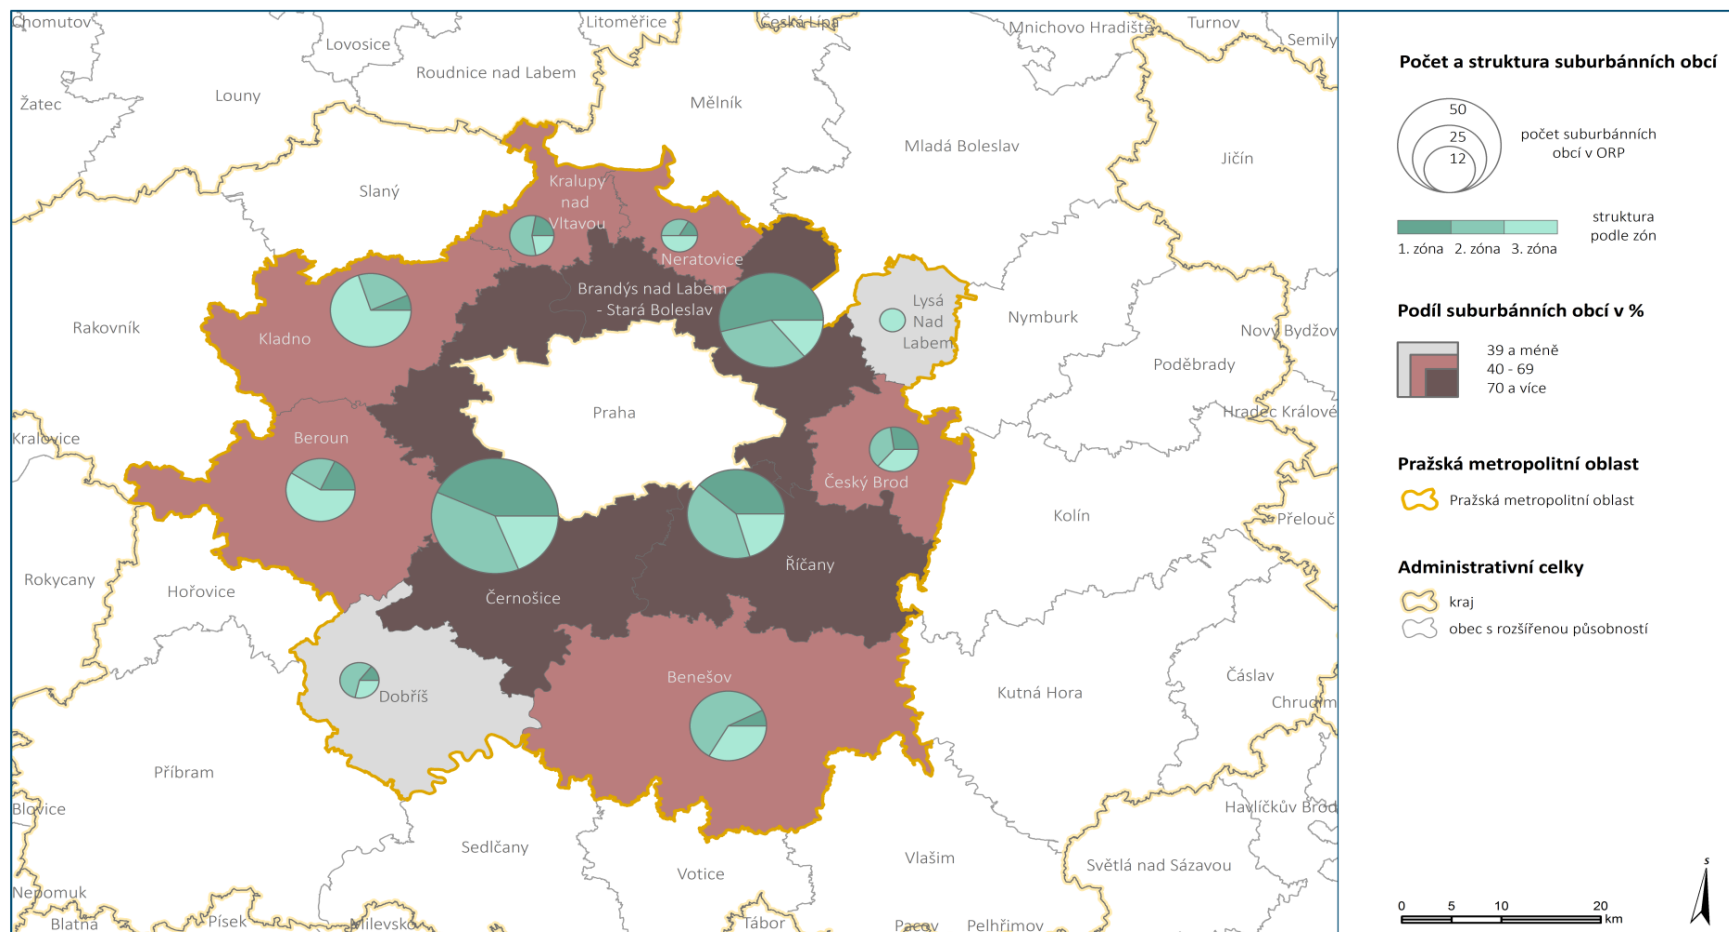 Chomutov
Litoměřice
Česká Lípa
Mnichovo Hradiště
Turnov
Semily
Lovosice
Roudnice nad Labem
Žatec
Louny
Mělník
Mladá Boleslav
Jičín
Slaný
Kralupy
nad
Vltavou
Neratovice
Brandýs nad Labem
- Stará Boleslav
Lysá
Nad
Labem
Nymburk
Nový Bydžov
Rakovník
Kladno
Poděbrady
Praha
Hradec Králové
Kralovice
Beroun
Český Brod
Kolín
Přelouč
Rokycany
Hořovice
Černošice
Říčany
Dobříš
Benešov
Kutná Hora
Čáslav
Chrudim
Příbram
Blovice
Havlíčkův Brod
Sedlčany
Votice
Vlašim
Světlá nad Sázavou
Nepomuk
Blatná
Písek
Milevsko
Tábor
Pacov
Pelhřimov
Počet a struktura suburbánních obcí
50
25
12
počet suburbánních
obcí v ORP
1. zóna 2. zóna 3. zóna
struktura
podle zón
Podíl suburbánních obcí v %
39 a méně
40 - 69
70 a více
Pražská metropolitní oblast
Pražská metropolitní oblast
Administrativní celky
kraj
obec s rozšířenou působností
S
0 5 10 20
km